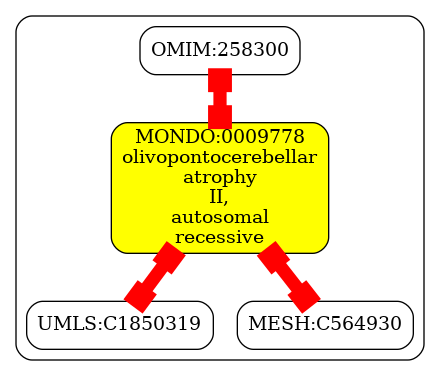 OMIM:258300
MONDO:0009778
olivopontocerebellar
atrophy
II,
autosomal
recessive
UMLS:C1850319
MESH:C564930